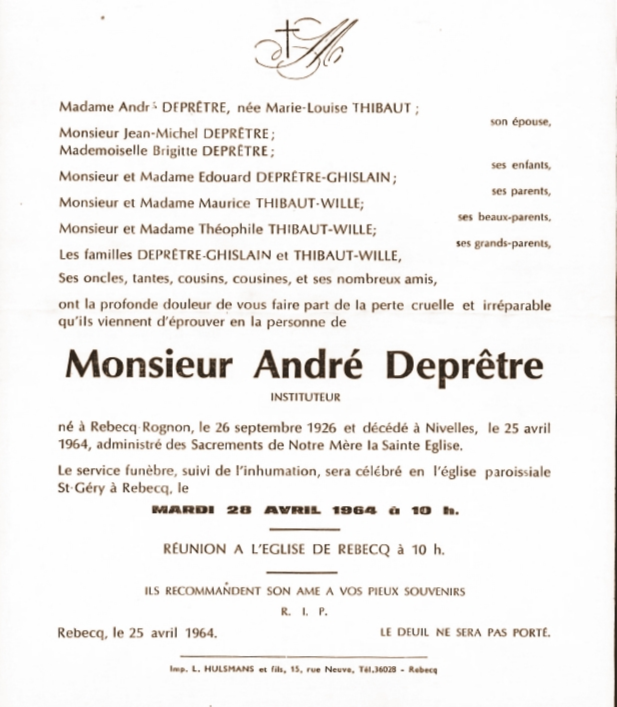 Madame André DEPRÊTRE, née Marie-Louise THIBAUT ;
son épouse,
Monsieur Jean-Michel DEPRÊTRE ;
Mademoiselle Brigitte DEPRÊTRE ;
ses enfants,
Monsieur et Madame Edouard DEPRÊTRE-GHISLAIN ;
ses parents,
Monsieur et Madame Maurice THIBAUT-WILLE;
ses beaux-parents,
Monsieur et Madame Théophile THIBAUT-WILLE;
ses grands-parents,
Les familles DEPRÊTRE-GHISLAIN et THIBAUT-WILLE,
Ses oncles, tantes, cousins, cousines, et ses nombreux amis,
ont la profonde douleur de vous faire part de la perte cruelle et irréparable
qu'ils viennent d'éprouver en la personne de
Monsieur André Deprêtre
INSTITUTEUR
né à Rebecq-Rognon, le 26 septembre 1926 et décédé à Nivelles, le 25 avril
1964, administré des Sacrements de Notre Mère la Sainte Eglise.
Le service funèbre, suivi de l'inhumation, sera célébré en l'église paroissiale
St-Géry à Rebecq, le
MARDI 28 AVRIL 1964 à 10 h.
RÉUNION A L'EGLISE DE REBECQ à 10 h.
ILS RECOMMANDENT SON AME A VOS PIEUX SOUVENIRS
R. I. P.
Rebecq, le 25 avril 1964.
LE DEUIL NE SERA PAS PORTÉ.
Imp. L. HULSMANS et fils, 15, rue Neuve, Tél.36028 - Rebecq